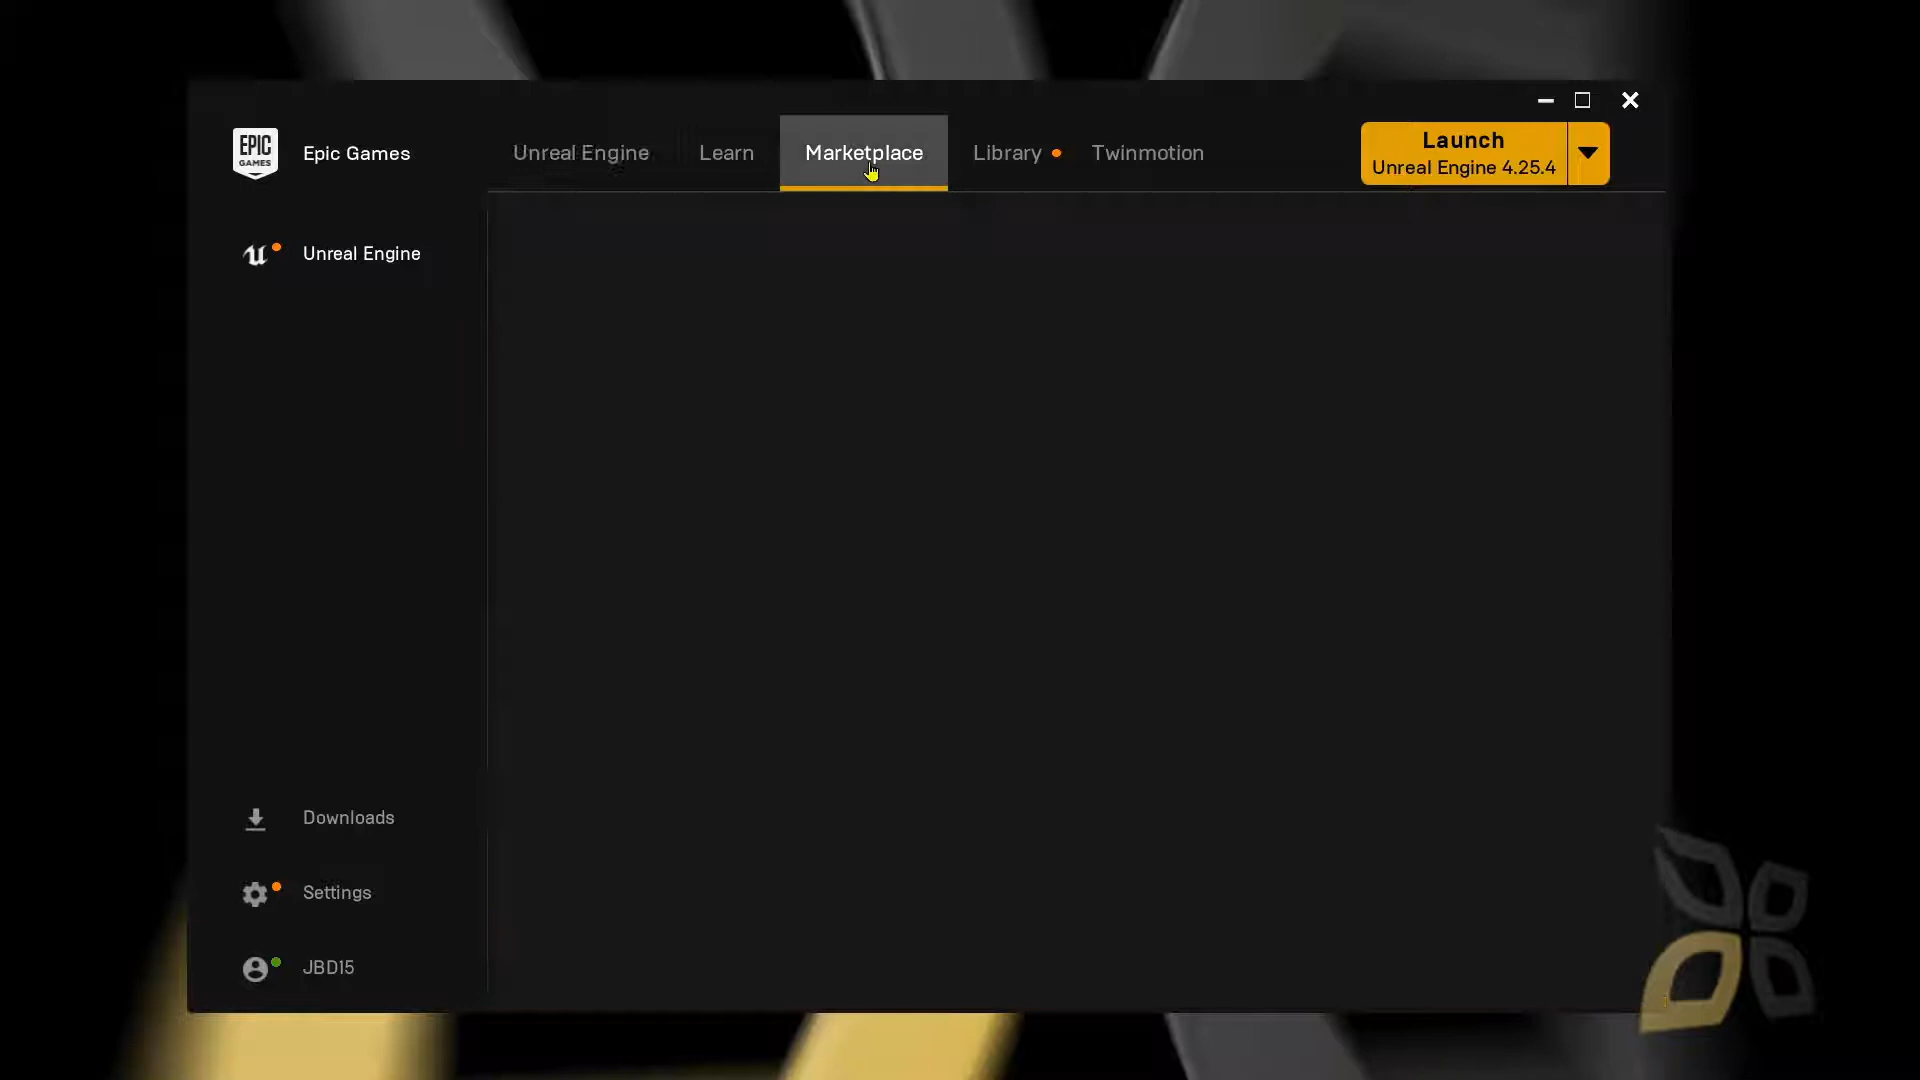 EPIC
GAMES
Epic Games
Unreal Engine
Learn
Marketplace
Library
Twinmotion
Launch
Unreal Engine 4.25.4
Unreal Engine
Downloads
Settings
JBD15